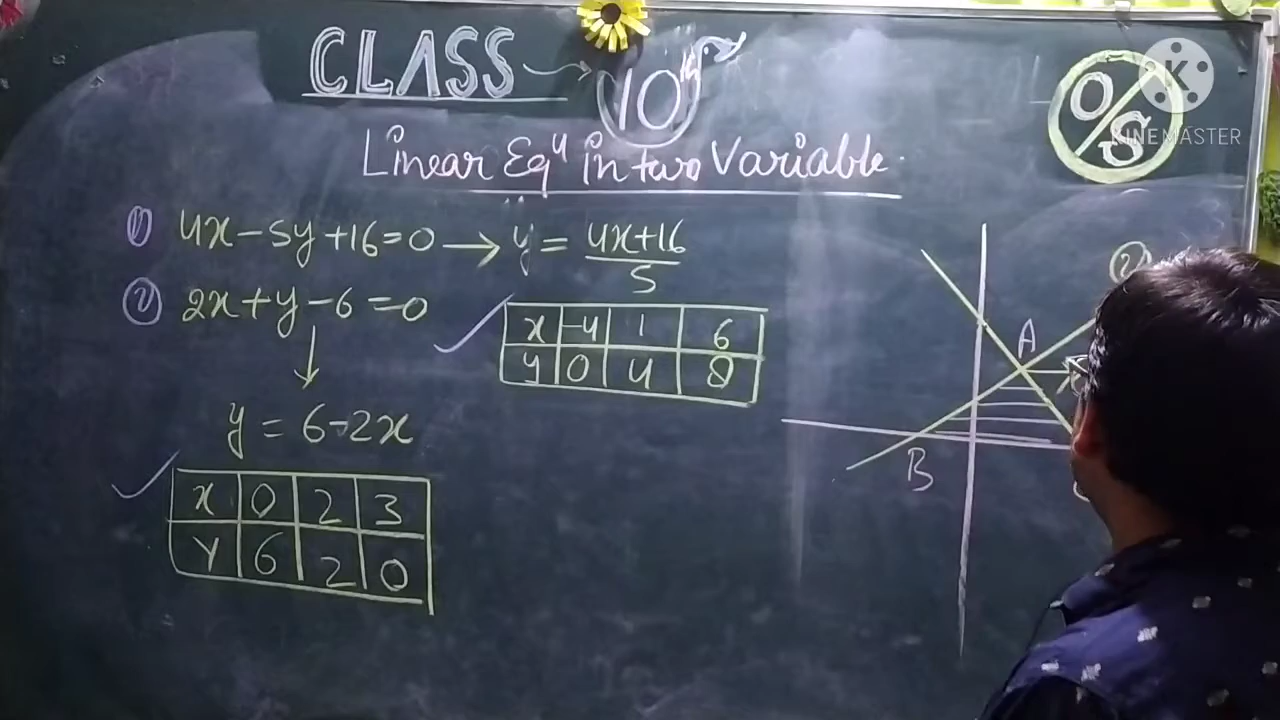 CLASS → 10th
Linear Eqn in two Variable.
① 4x-5y+16=0 → y = 4x+16/5
② 2x+y-6=0
x -4 1 6
y 0 4 8
y = 6-2x
x 0 2 3
y 6 2 0
②
A
B
O/S
K
KINEMASTER